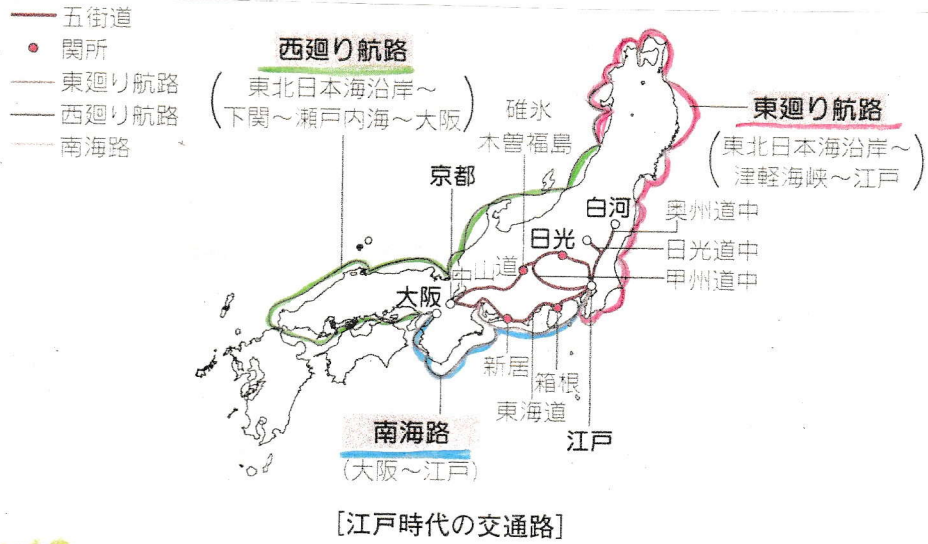 五街道
関所
東廻り航路
西廻り航路
南海路
西廻り航路
(東北日本海沿岸～
下関～瀬戸内海～大阪)
碓氷
木曽福島
東廻り航路
(東北日本海沿岸～
津軽海峡～江戸)
京都
白河
奥州道中
日光
日光道中
中山道
甲州道中
大阪
新居
箱根
東海道
江戸
南海路
(大阪～江戸)
[江戸時代の交通路]